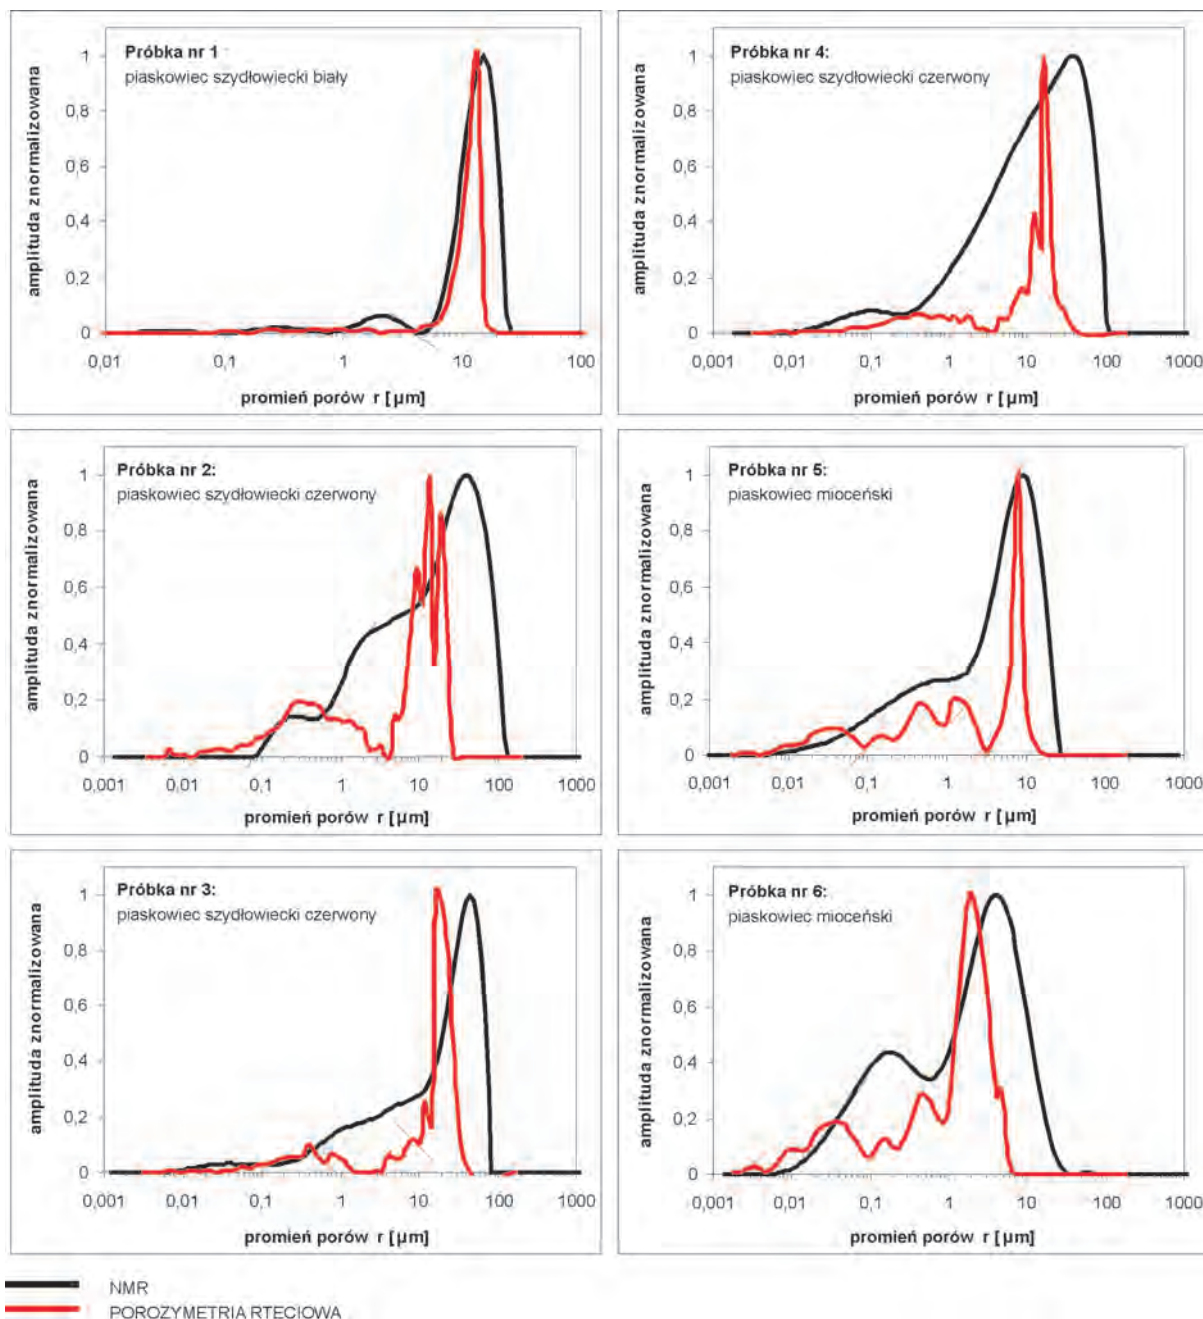 Próbka nr 1
piaskowiec szydłowiecki biały
amplituda znormalizowana
1
0,8
0,6
0,4
0,2
0
0,01 0,1 1 10 100
promień porów r [µm]
Próbka nr 4:
piaskowiec szydłowiecki czerwony
amplituda znormalizowana
1
0,8
0,6
0,4
0,2
0
0,001 0,01 0,1 1 10 100 1000
promień porów r [µm]
Próbka nr 2:
piaskowiec szydłowiecki czerwony
amplituda znormalizowana
1
0,8
0,6
0,4
0,2
0
0,001 0,01 0,1 1 10 100 1000
promień porów r [µm]
Próbka nr 5:
piaskowiec mioceński
amplituda znormalizowana
1
0,8
0,6
0,4
0,2
0
0,001 0,01 0,1 1 10 100 1000
promień porów r [µm]
Próbka nr 3:
piaskowiec szydłowiecki czerwony
amplituda znormalizowana
1
0,8
0,6
0,4
0,2
0
0,001 0,01 0,1 1 10 100 1000
promień porów r [µm]
Próbka nr 6:
piaskowiec mioceński
amplituda znormalizowana
1
0,8
0,6
0,4
0,2
0
0,001 0,01 0,1 1 10 100 1000
promień porów r [µm]
NMR
POROZYMETRIA RTĘCIOWA